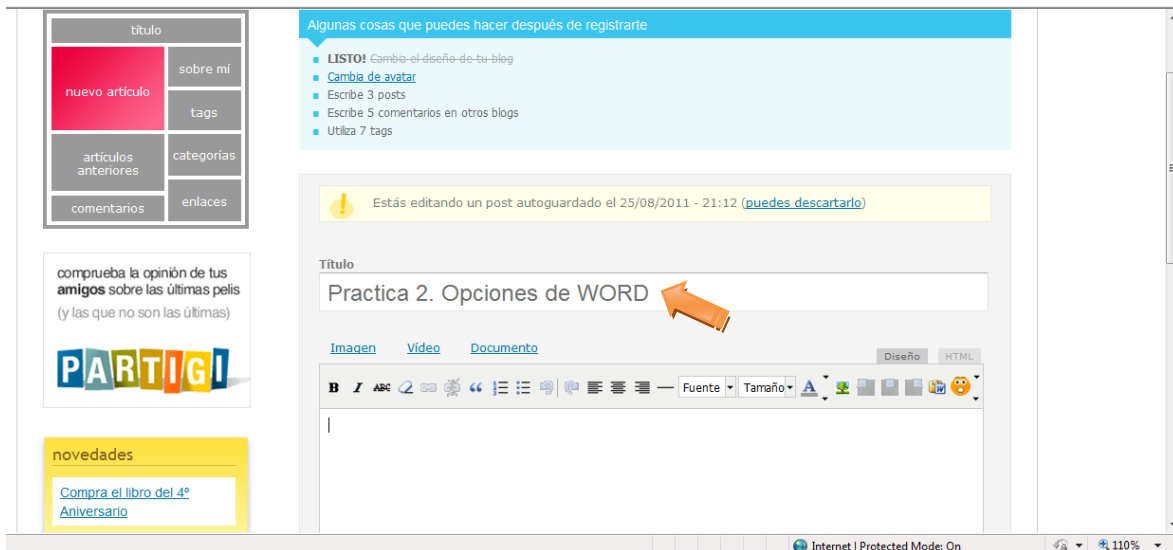 título
nuevo artículo
sobre mí
tags
artículos
anteriores
categorías
comentarios
enlaces
comprueba la opinión de tus
amigos sobre las últimas pelis
(y las que no son las últimas)
PARTIGI
novedades
Compra el libro del 4º
Aniversario
Algunas cosas que puedes hacer después de registrarte
LISTO! Cambia el diseño de tu blog
Cambia de avatar
Escribe 3 posts
Escribe 5 comentarios en otros blogs
Utiliza 7 tags
Estás editando un post autoguardado el 25/08/2011 - 21:12 (puedes descartarlo)
Título
Practica 2. Opciones de WORD
Imagen Vídeo Documento
Diseño HTML
B I ABC Fuente Tamaño A
Internet | Protected Mode: On 110%